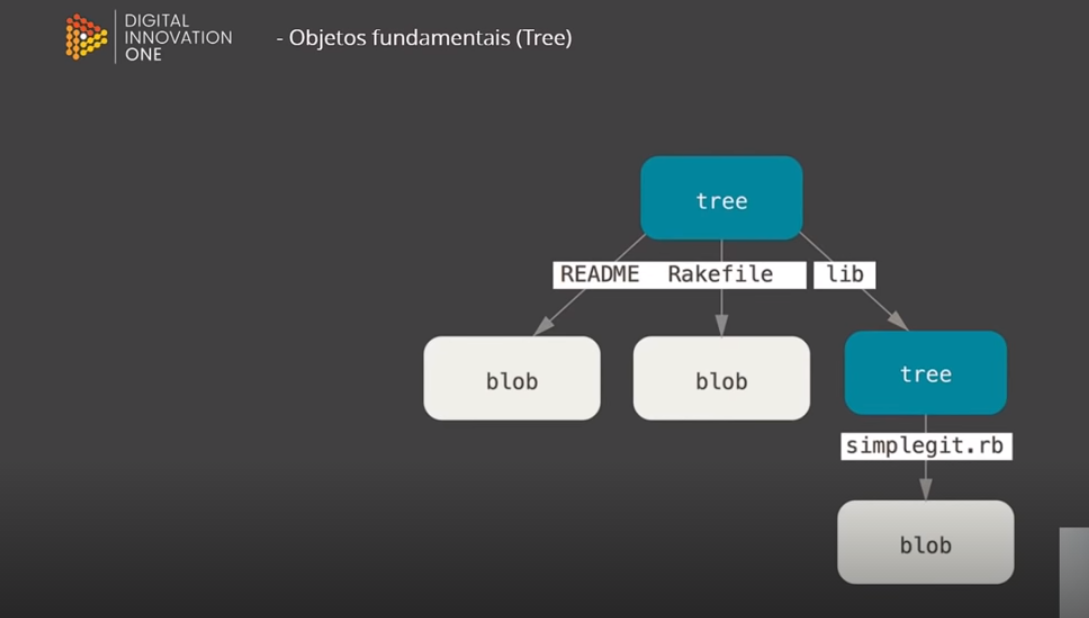 DIGITAL
INNOVATION
ONE
- Objetos fundamentais (Tree)
tree
README Rakefile lib
blob blob tree
simplegit.rb
blob